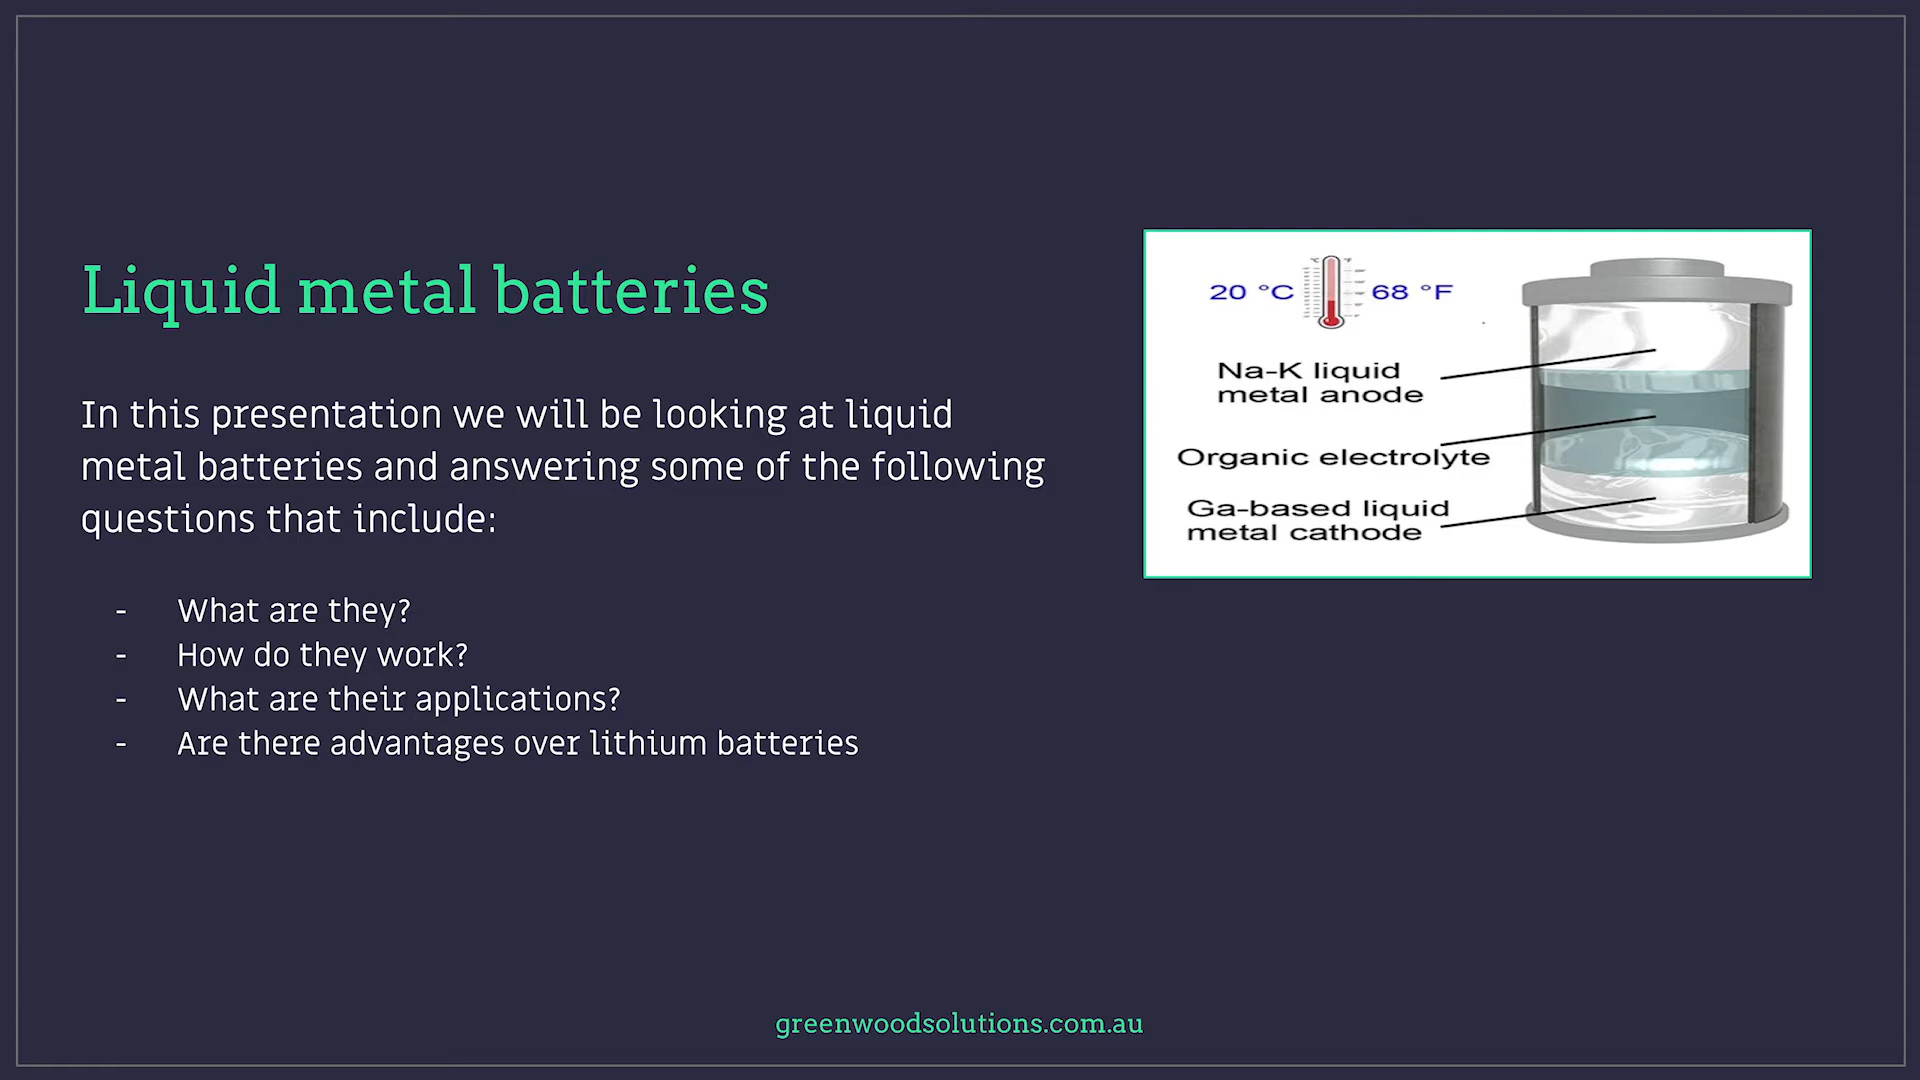 Liquid metal batteries
In this presentation we will be looking at liquid
metal batteries and answering some of the following
questions that include:
- What are they?
- How do they work?
- What are their applications?
- Are there advantages over lithium batteries
20 °C 68 °F
Na-K liquid
metal anode
Organic electrolyte
Ga-based liquid
metal cathode
greenwoodsolutions.com.au